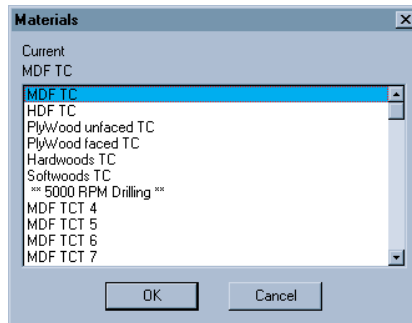 Materials
Current
MDF TC
MDF TC
HDF TC
PlyWood unfaced TC
PlyWood faced TC
Hardwoods TC
Softwoods TC
** 5000 RPM Drilling **
MDF TCT 4
MDF TCT 5
MDF TCT 6
MDF TCT 7
OK Cancel